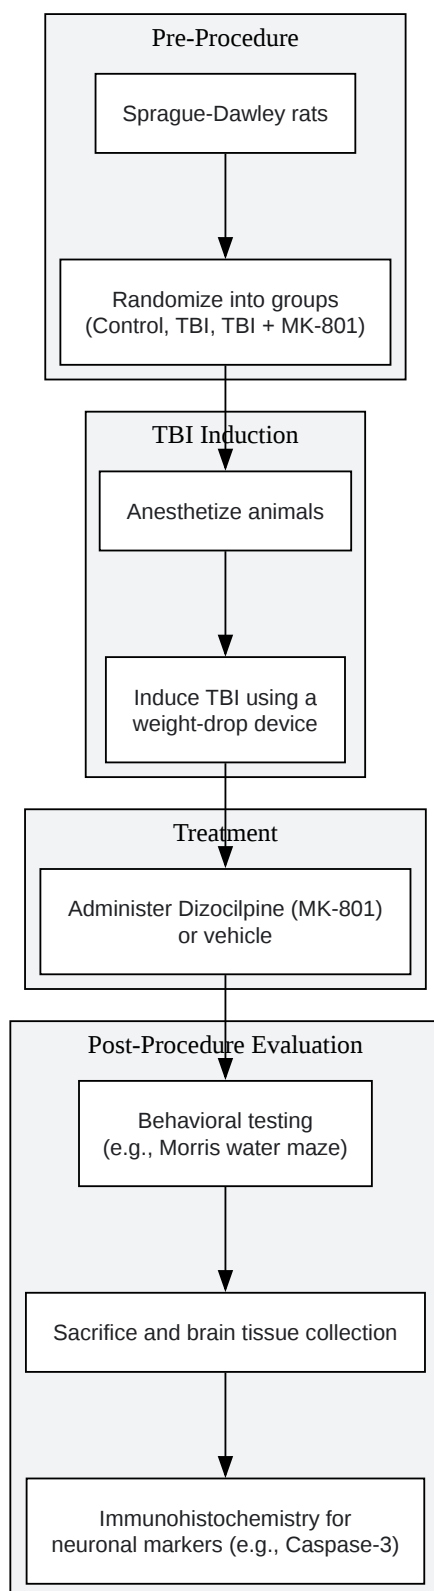 Pre-Procedure
Sprague-Dawley rats
Randomize into groups
(Control, TBI, TBI + MK-801)
TBI Induction
Anesthetize animals
Induce TBI using a
weight-drop device
Treatment
Administer Dizocilpine (MK-801)
or vehicle
Post-Procedure Evaluation
Behavioral testing
(e.g., Morris water maze)
Sacrifice and brain tissue collection
Immunohistochemistry for
neuronal markers (e.g., Caspase-3)